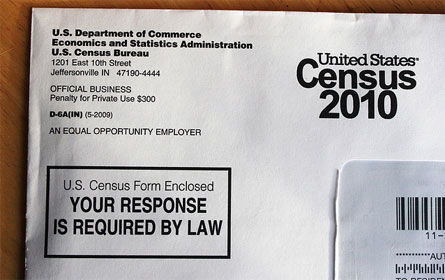 U.S. Department of Commerce
Economics and Statistics Administration
U.S. Census Bureau
1201 East 10th Street
Jeffersonville IN 47190-4444
OFFICIAL BUSINESS
Penalty for Private Use $300
D-6A(IN) (5-2009)
AN EQUAL OPPORTUNITY EMPLOYER
United States®
Census
2010
U.S. Census Form Enclosed
YOUR RESPONSE
IS REQUIRED BY LAW
11-
**********AU